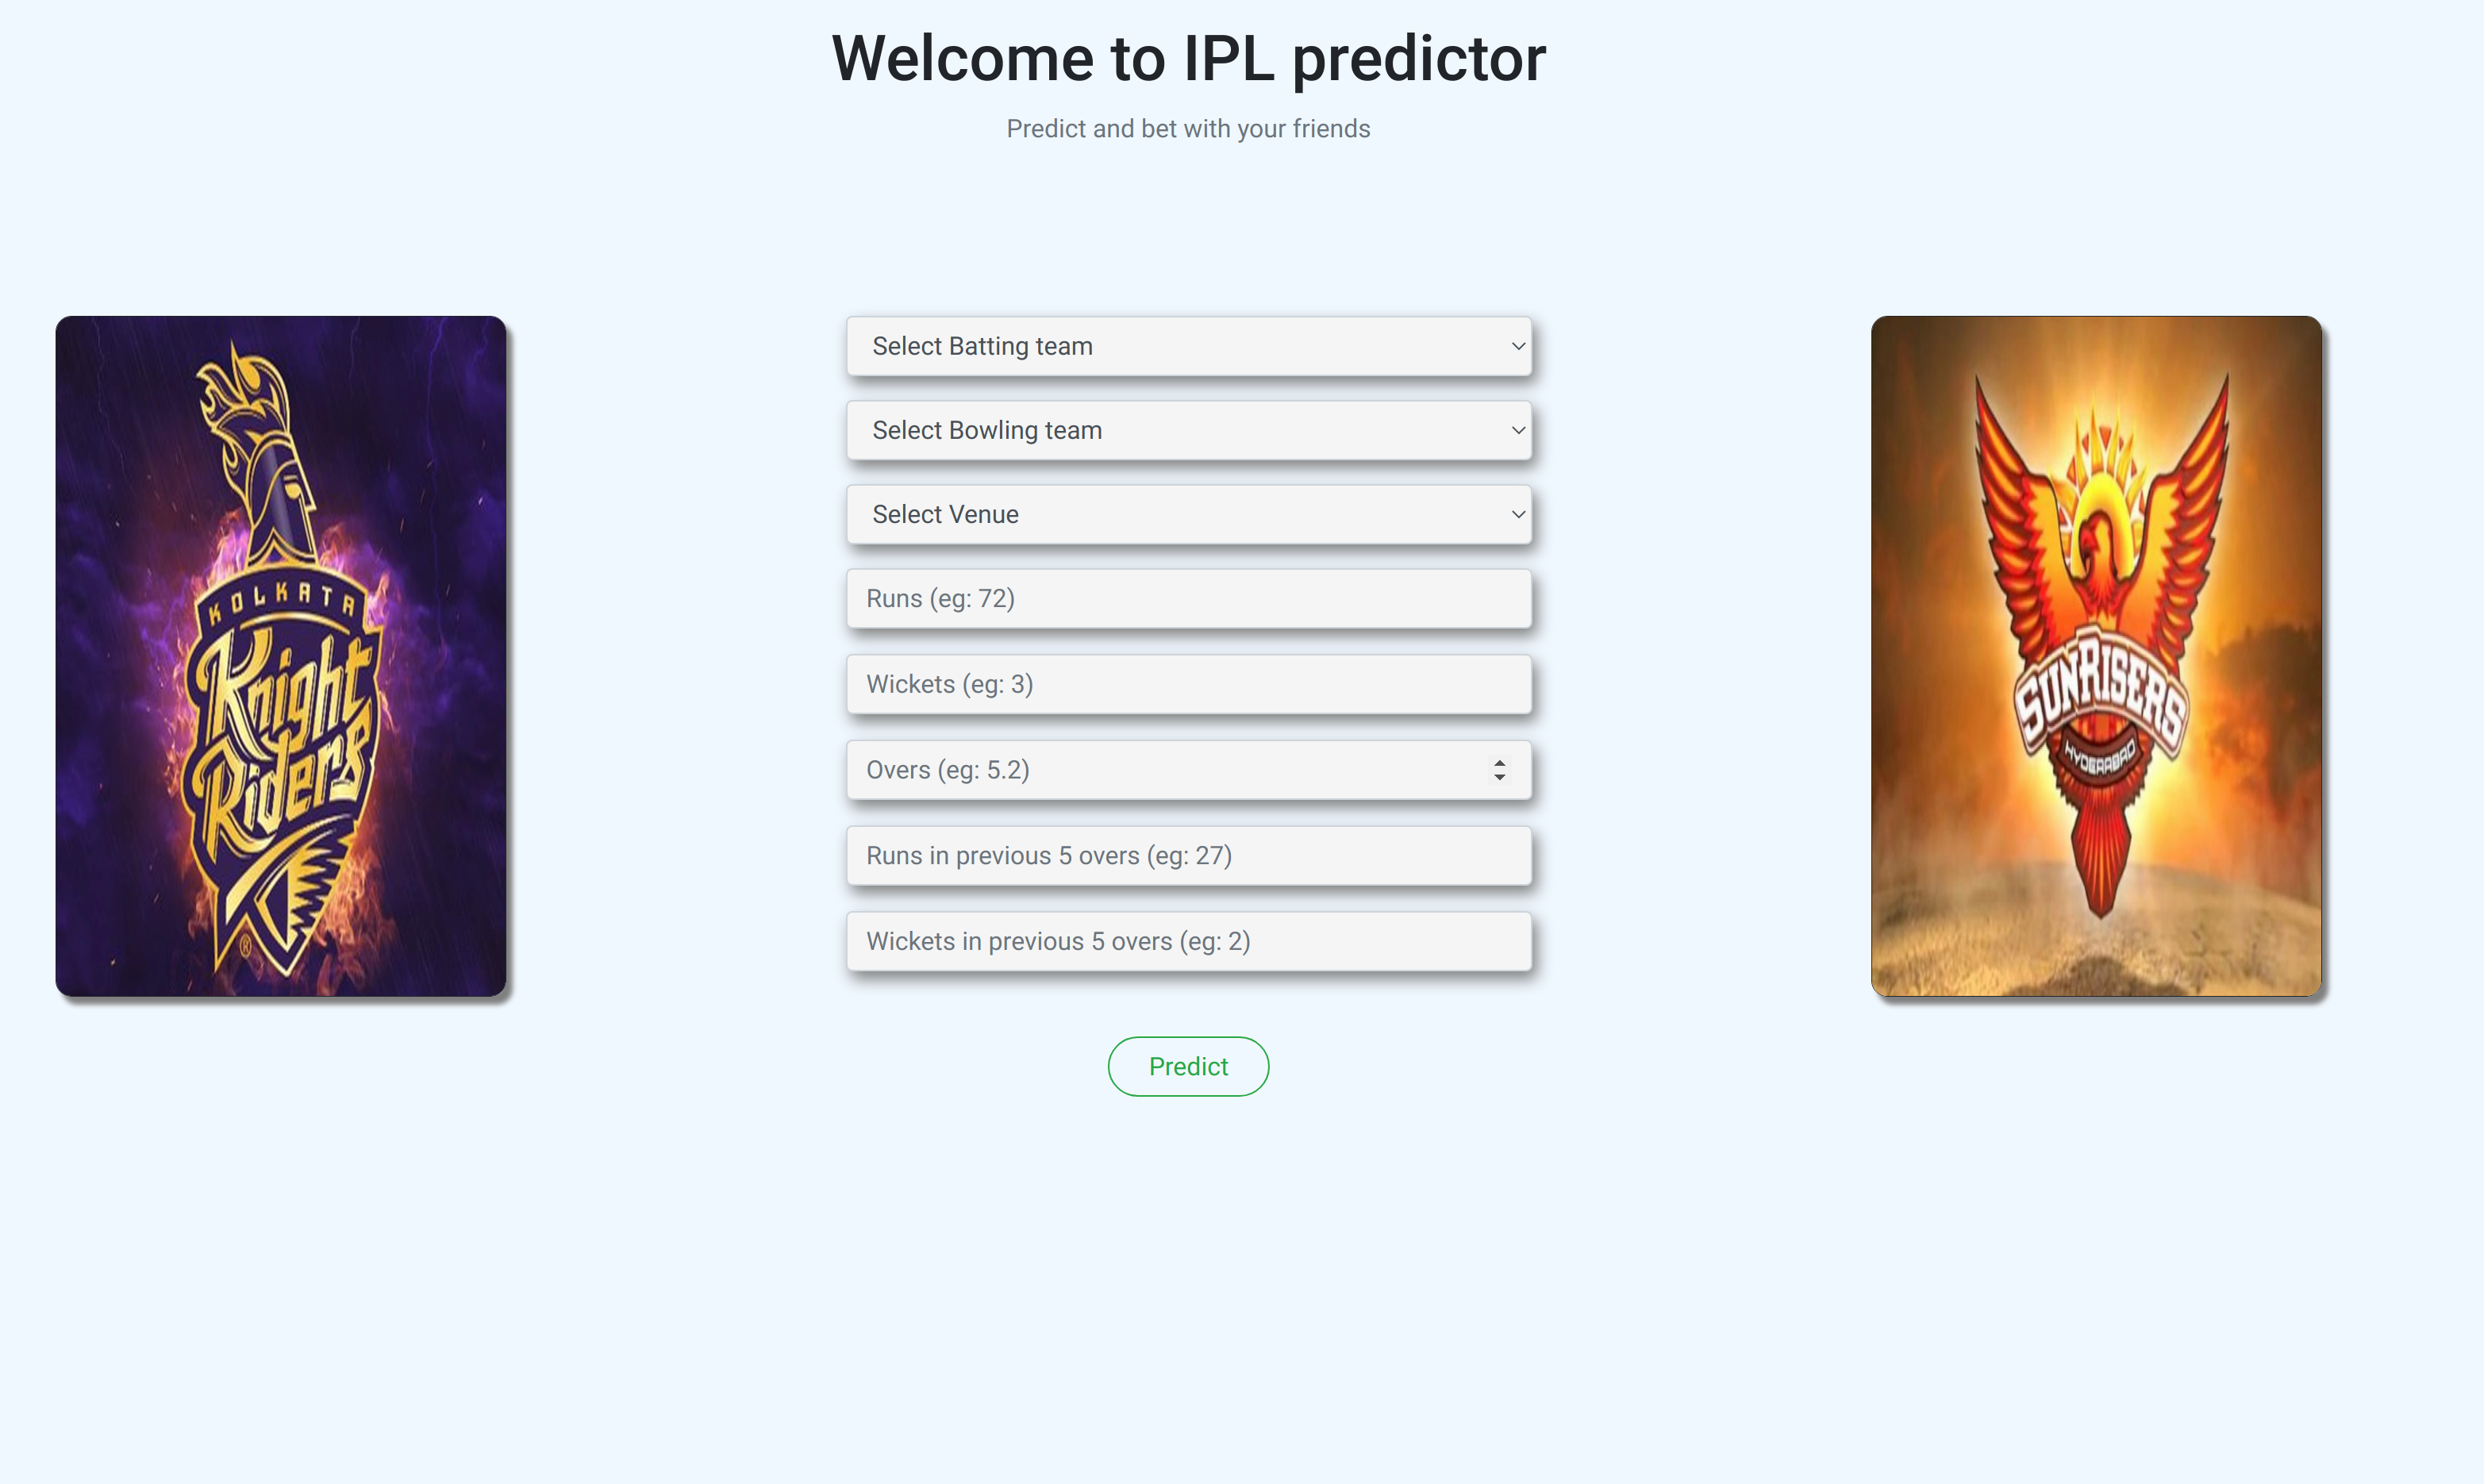 Welcome to IPL predictor
Predict and bet with your friends
KOLKATA
Knight
Riders
®
Select Batting team
Select Bowling team
Select Venue
Runs (eg: 72)
Wickets (eg: 3)
Overs (eg: 5.2)
Runs in previous 5 overs (eg: 27)
Wickets in previous 5 overs (eg: 2)
Predict
SUNRISERS
HYDERABAD